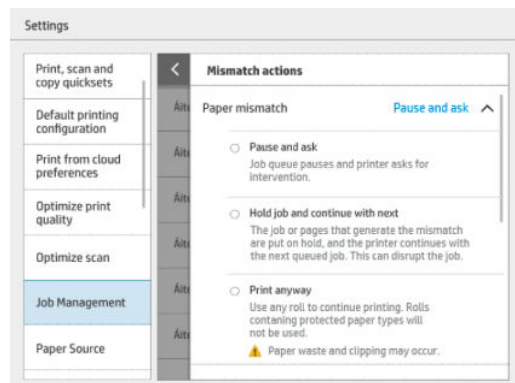 Settings
Print, scan and
copy quicksets
Default printing
configuration
Print from cloud
preferences
Optimize print
quality
Optimize scan
Job Management
Paper Source
Mismatch actions
Paper mismatch
Pause and ask
Pause and ask
Job queue pauses and printer asks for
intervention.
Hold job and continue with next
The job or pages that generate the mismatch
are put on hold, and the printer continues with
the next queued job. This can disrupt the job.
Print anyway
Use any roll to continue printing. Rolls
contaning protected paper types will
not be used.
Paper waste and clipping may occur.